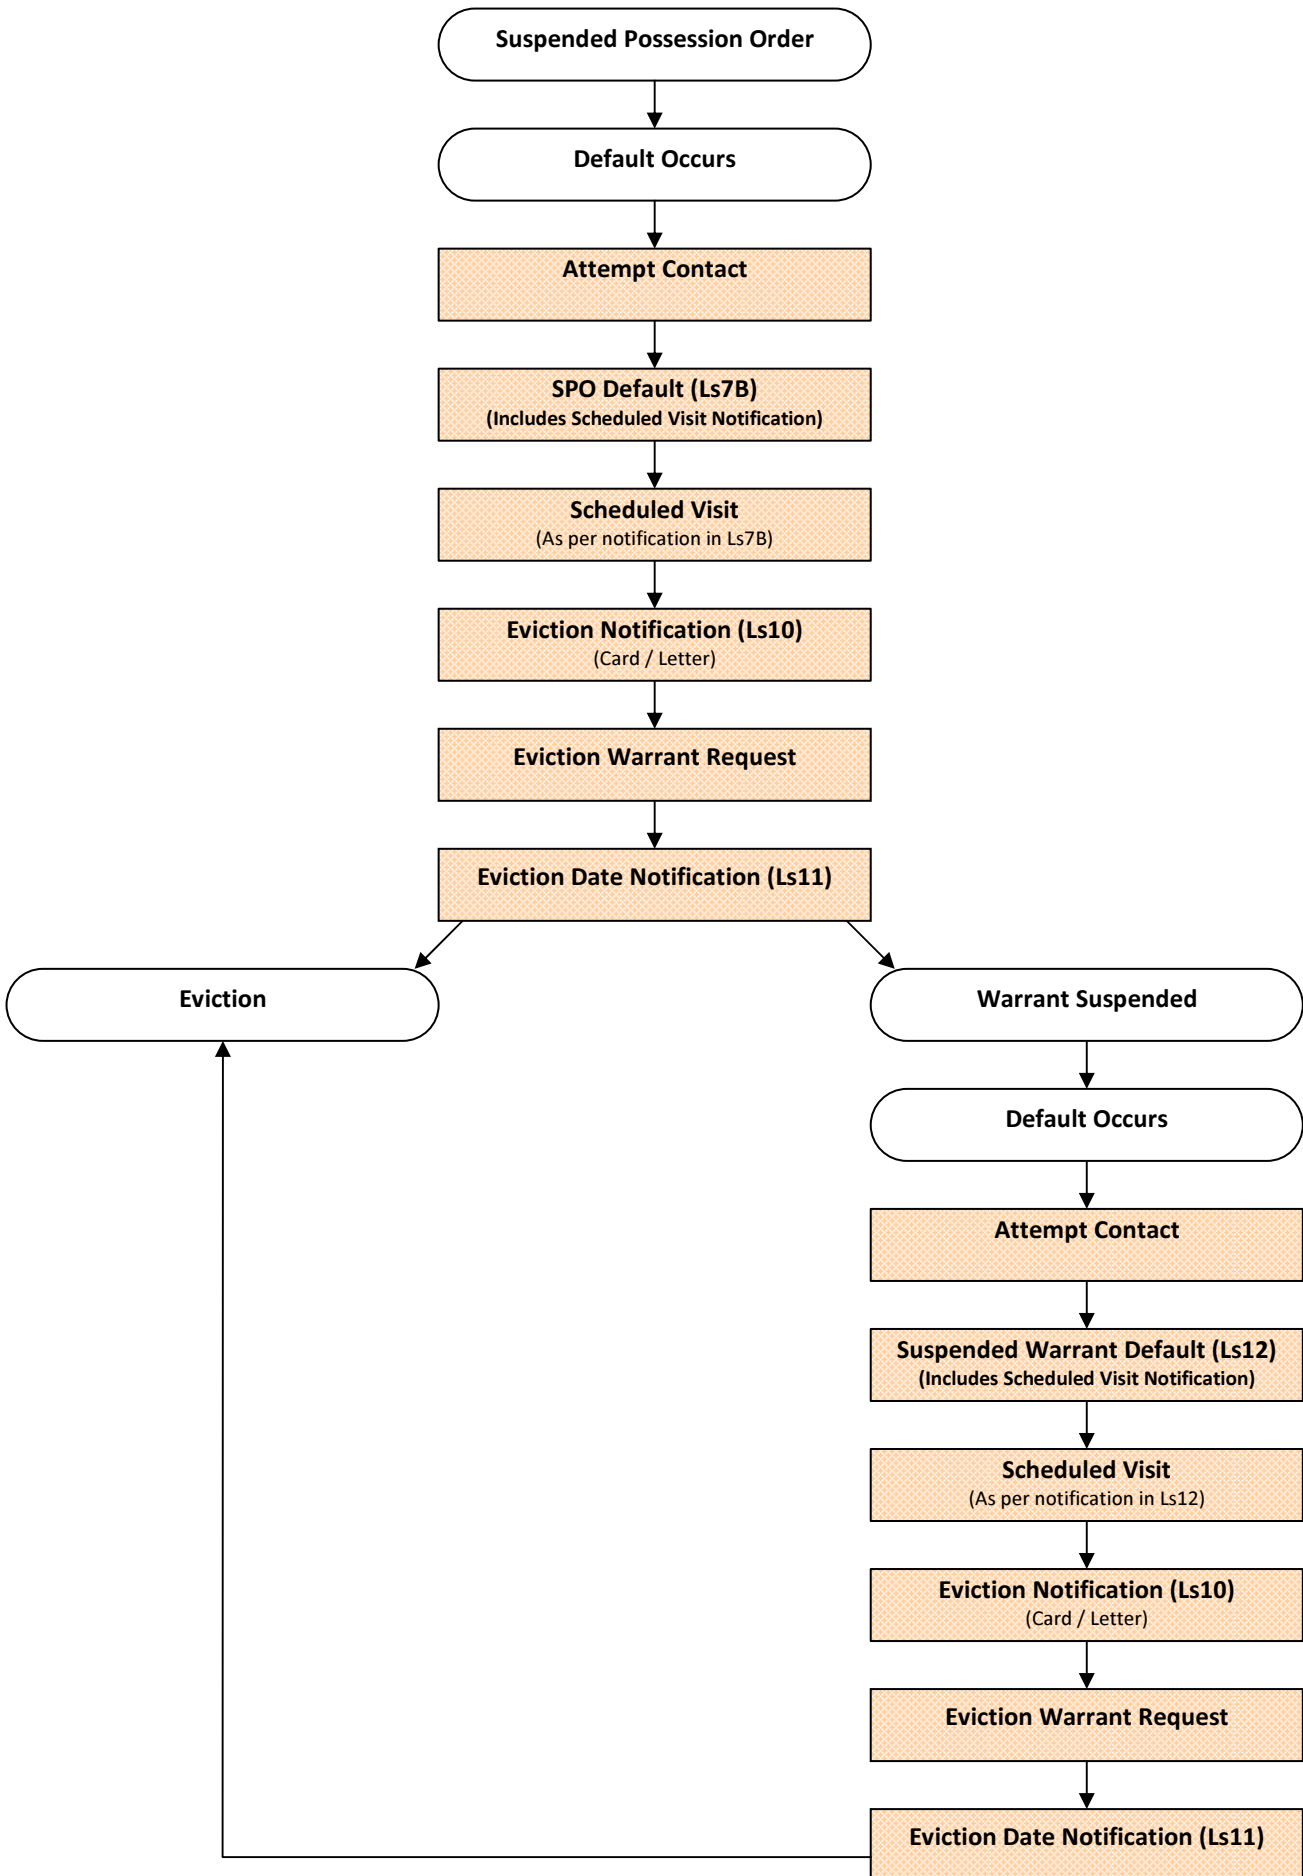 Suspended Possession Order
Default Occurs
Attempt Contact
SPO Default (Ls7B)
(Includes Scheduled Visit Notification)
Scheduled Visit
(As per notification in Ls7B)
Eviction Notification (Ls10)
(Card / Letter)
Eviction Warrant Request
Eviction Date Notification (Ls11)
Eviction
Warrant Suspended
Default Occurs
Attempt Contact
Suspended Warrant Default (Ls12)
(Includes Scheduled Visit Notification)
Scheduled Visit
(As per notification in Ls12)
Eviction Notification (Ls10)
(Card / Letter)
Eviction Warrant Request
Eviction Date Notification (Ls11)